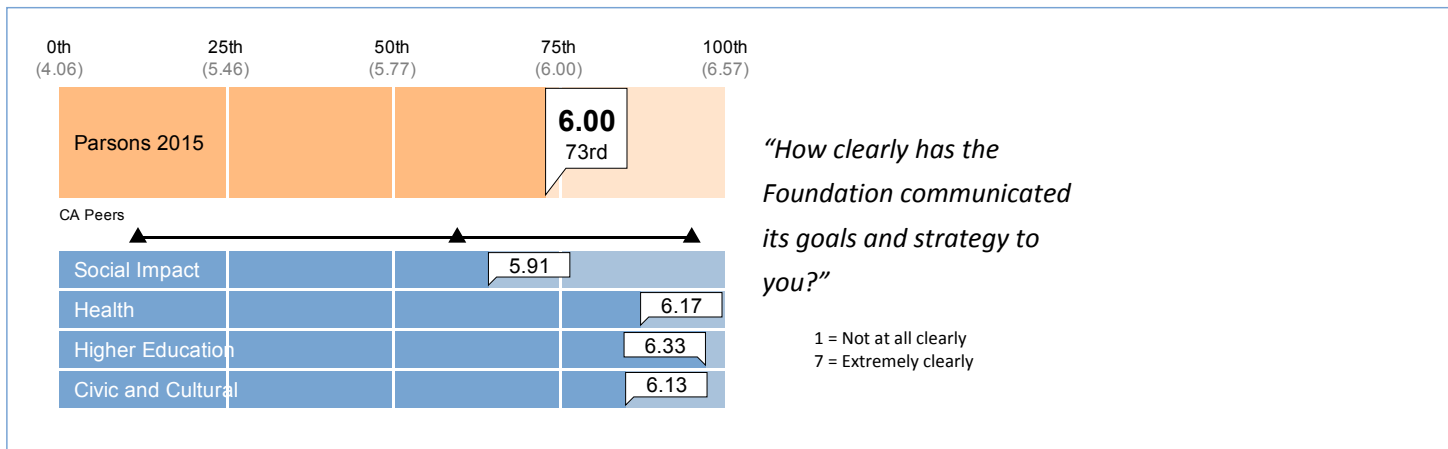 0th 25th 50th 75th 100th
(4.06) (5.46) (5.77) (6.00) (6.57)
Parsons 2015
6.00
73rd
CA Peers
Social Impact 5.91
Health 6.17
Higher Education 6.33
Civic and Cultural 6.13
“How clearly has the
Foundation communicated
its goals and strategy to
you?”
1 = Not at all clearly
7 = Extremely clearly